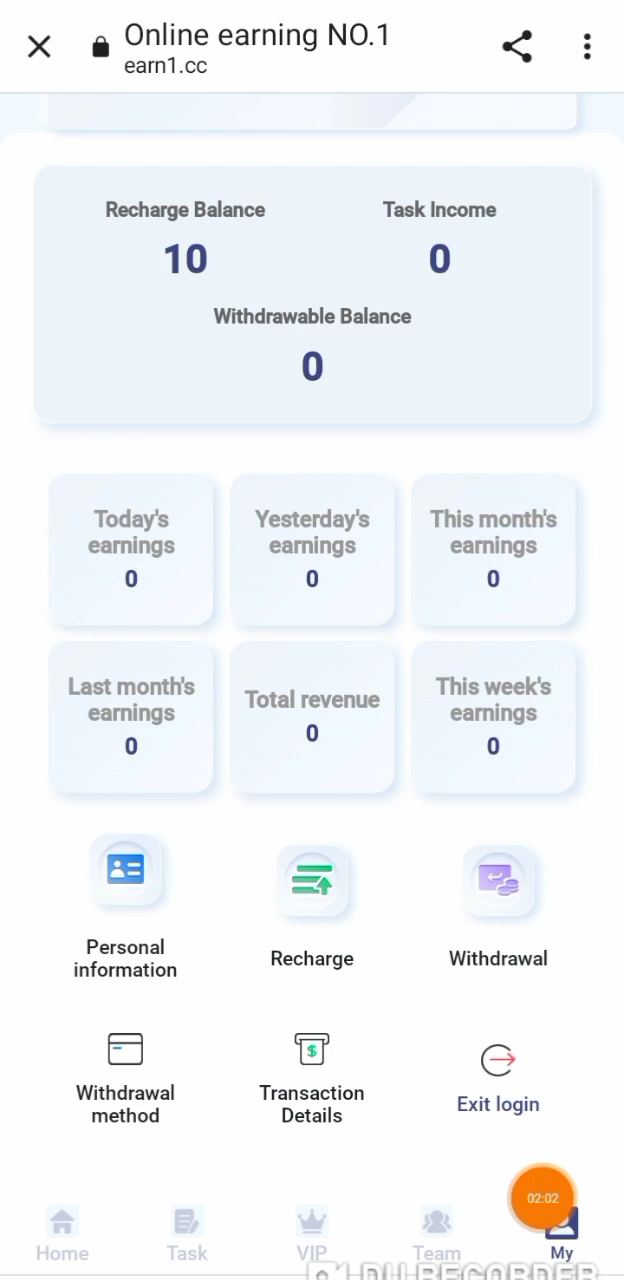 Online earning NO.1
earn1.cc
Recharge Balance
Task Income
10
0
Withdrawable Balance
0
Today's
earnings
0
Yesterday's
earnings
0
This month's
earnings
0
Last month's
earnings
0
Total revenue
0
This week's
earnings
0
Personal
information
Recharge
Withdrawal
Withdrawal
method
Transaction
Details
Exit login
02:02
Home
Task
VIP
Team
My
DU RECORDER